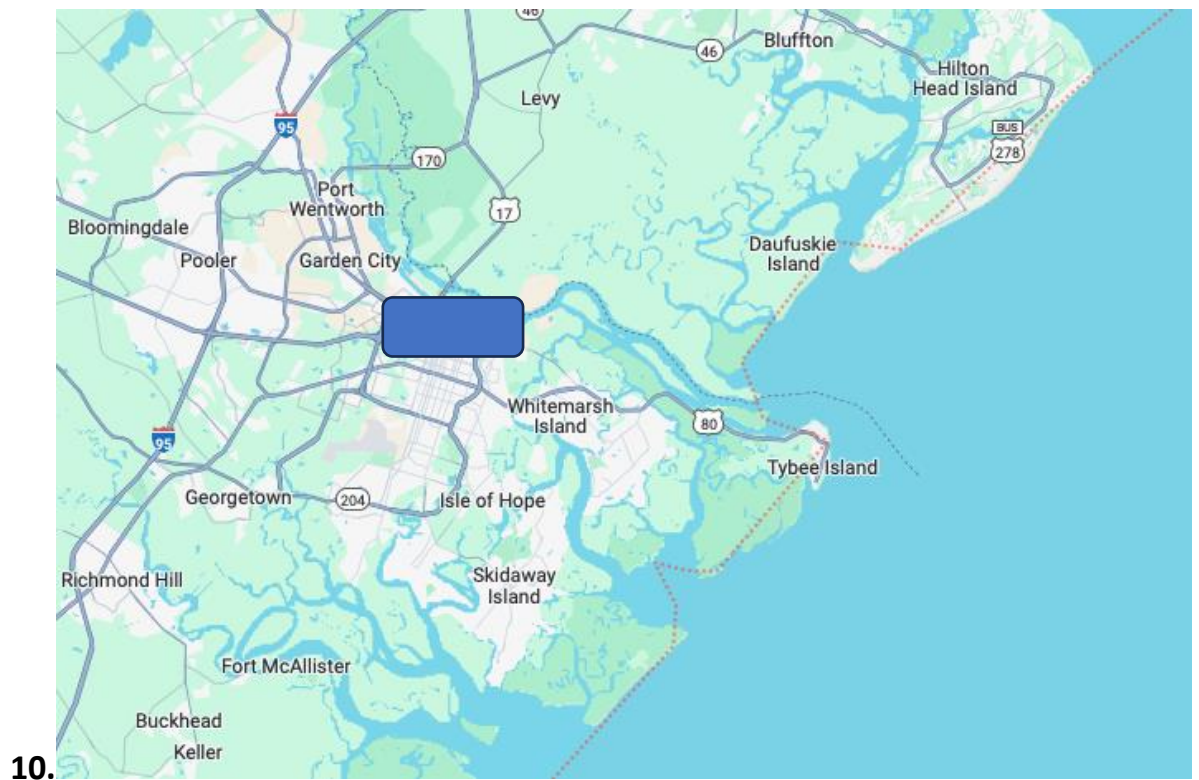 46
46
Bluffton
Hilton
Head Island
Levy
95
BUS
278
170
Port
Wentworth
17
Bloomingdale
Pooler
Garden City
Daufuskie
Island
Whitemarsh
Island
80
95
Tybee Island
Georgetown
204
Isle of Hope
Richmond Hill
Skidaway
Island
Fort McAllister
Buckhead
Keller
10.